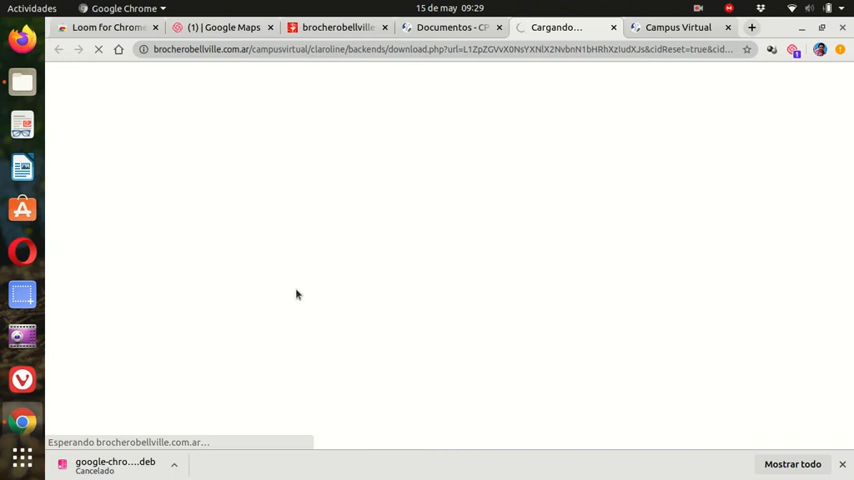 Actividades
Google Chrome
15 de may 09:29
Loom for Chrome
(1) | Google Maps
brocherobellville.
Documentos - CP
Cargando...
Campus Virtual
brocherobellville.com.ar/campusvirtual/claroline/backends/download.php?url=L1ZpZGVvX0NsYXNlX2NvbnN1bHRhXzIudXJs&cidReset=true&cid...
1
Esperando brocherobellville.com.ar...
google-chro....deb
Cancelado
Mostrar todo